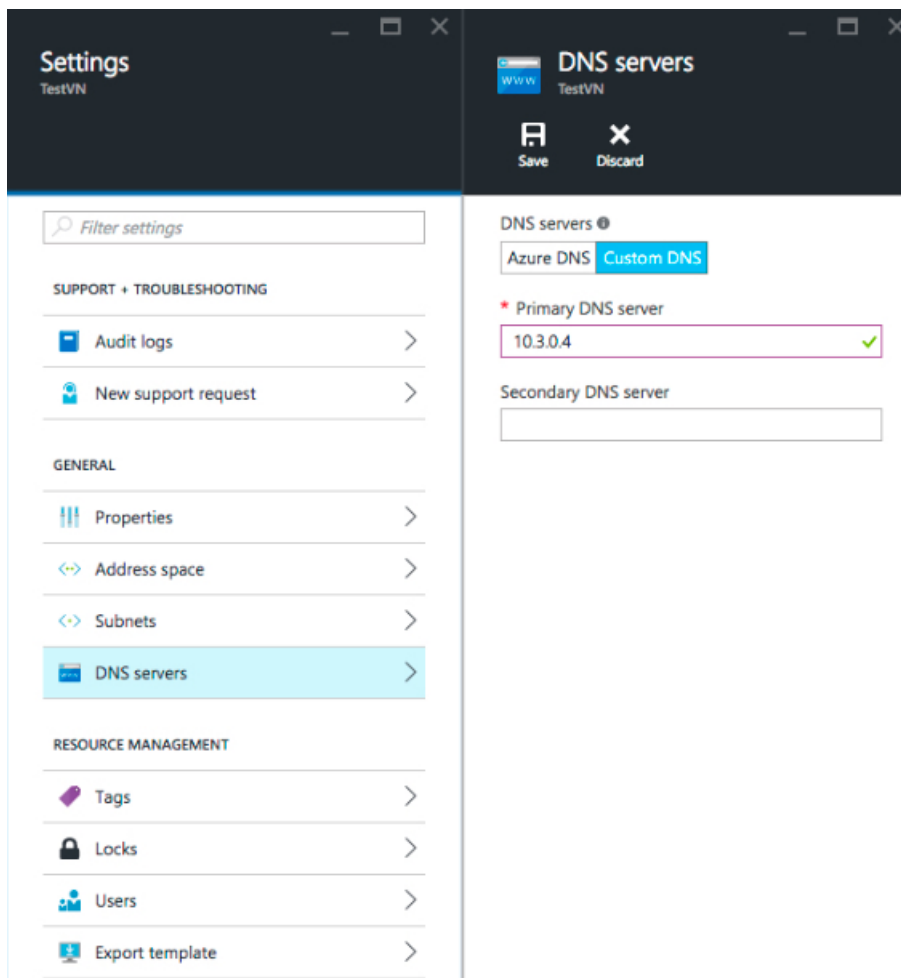 Settings
TestVN
Filter settings
SUPPORT + TROUBLESHOOTING
Audit logs
New support request
GENERAL
Properties
Address space
Subnets
DNS servers
RESOURCE MANAGEMENT
Tags
Locks
Users
Export template
www
DNS servers
TestVN
Save
Discard
DNS servers
Azure DNS
Custom DNS
* Primary DNS server
10.3.0.4
Secondary DNS server